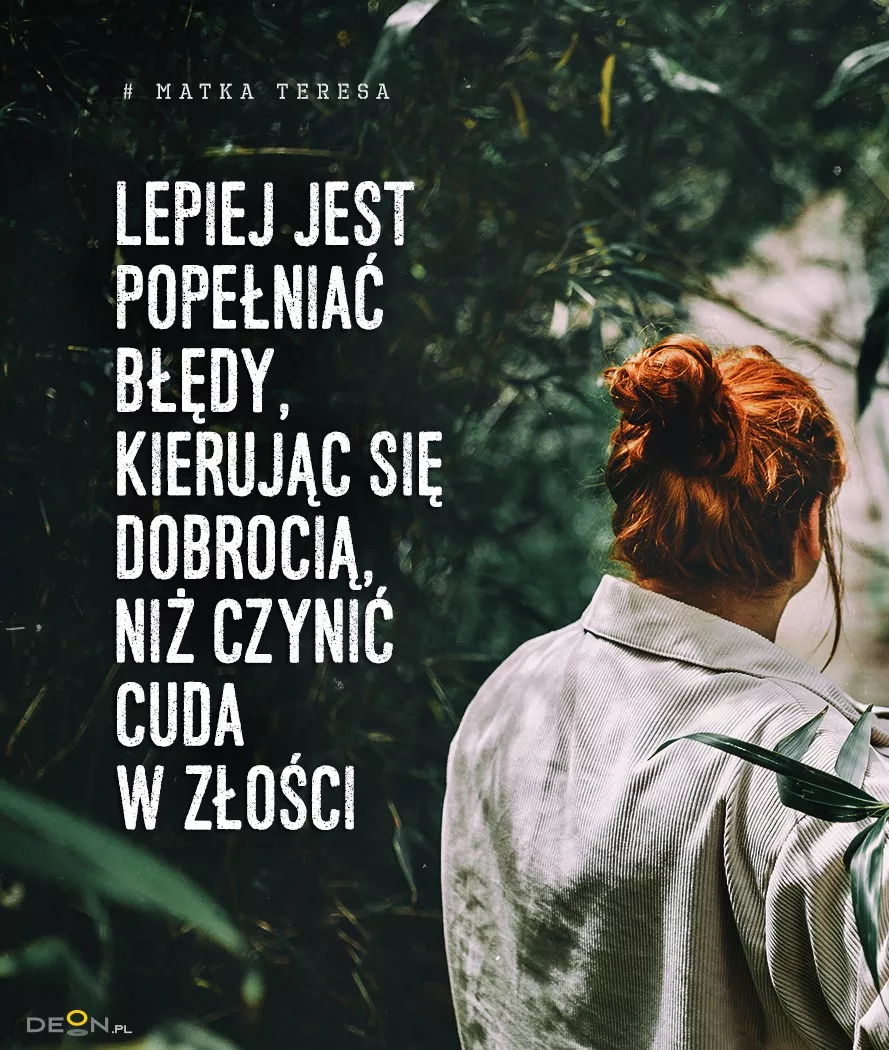 # MATKA TERESA
LEPIEJ JEST
POPEŁNIAĆ
BŁĘDY,
KIERUJĄC SIĘ
DOBROCIĄ,
NIŻ CZYNIĆ
CUDA
W ZŁOŚCI
DEON.PL